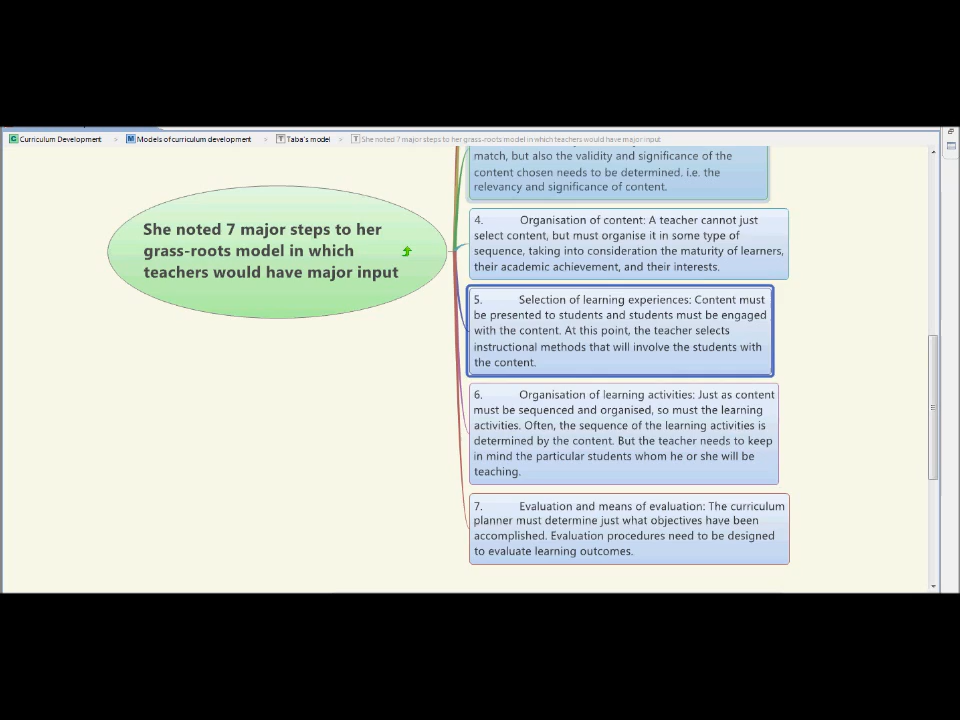 Curriculum Development > Models of curriculum development > Taba's model > She noted 7 major steps to her grass-roots model in which teachers would have major input
She noted 7 major steps to her
grass-roots model in which
teachers would have major input
match, but also the validity and significance of the
content chosen needs to be determined. i.e. the
relevancy and significance of content.
4. Organisation of content: A teacher cannot just
select content, but must organise it in some type of
sequence, taking into consideration the maturity of learners,
their academic achievement, and their interests.
5. Selection of learning experiences: Content must
be presented to students and students must be engaged
with the content. At this point, the teacher selects
instructional methods that will involve the students with
the content.
6. Organisation of learning activities: Just as content
must be sequenced and organised, so must the learning
activities. Often, the sequence of the learning activities is
determined by the content. But the teacher needs to keep
in mind the particular students whom he or she will be
teaching.
7. Evaluation and means of evaluation: The curriculum
planner must determine just what objectives have been
accomplished. Evaluation procedures need to be designed
to evaluate learning outcomes.